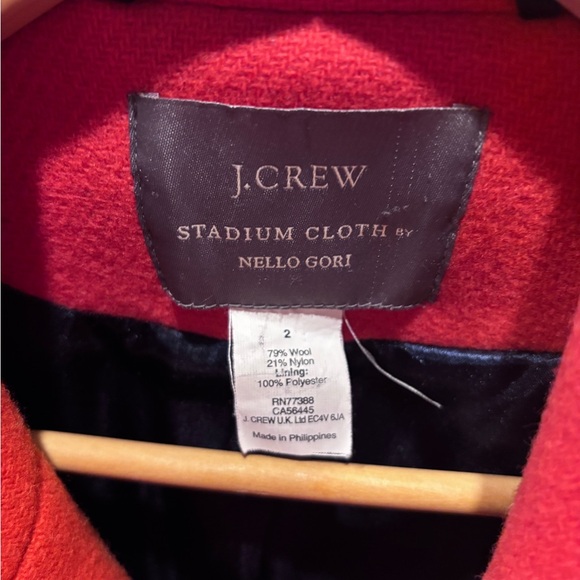 J.CREW
STADIUM CLOTH BY
NELLO GORI
2
79% Wool
21% Nylon
Lining:
100% Polyester
RN77388
CA56445
J. CREW U.K. Ltd EC4V 6JA
Made in Philippines